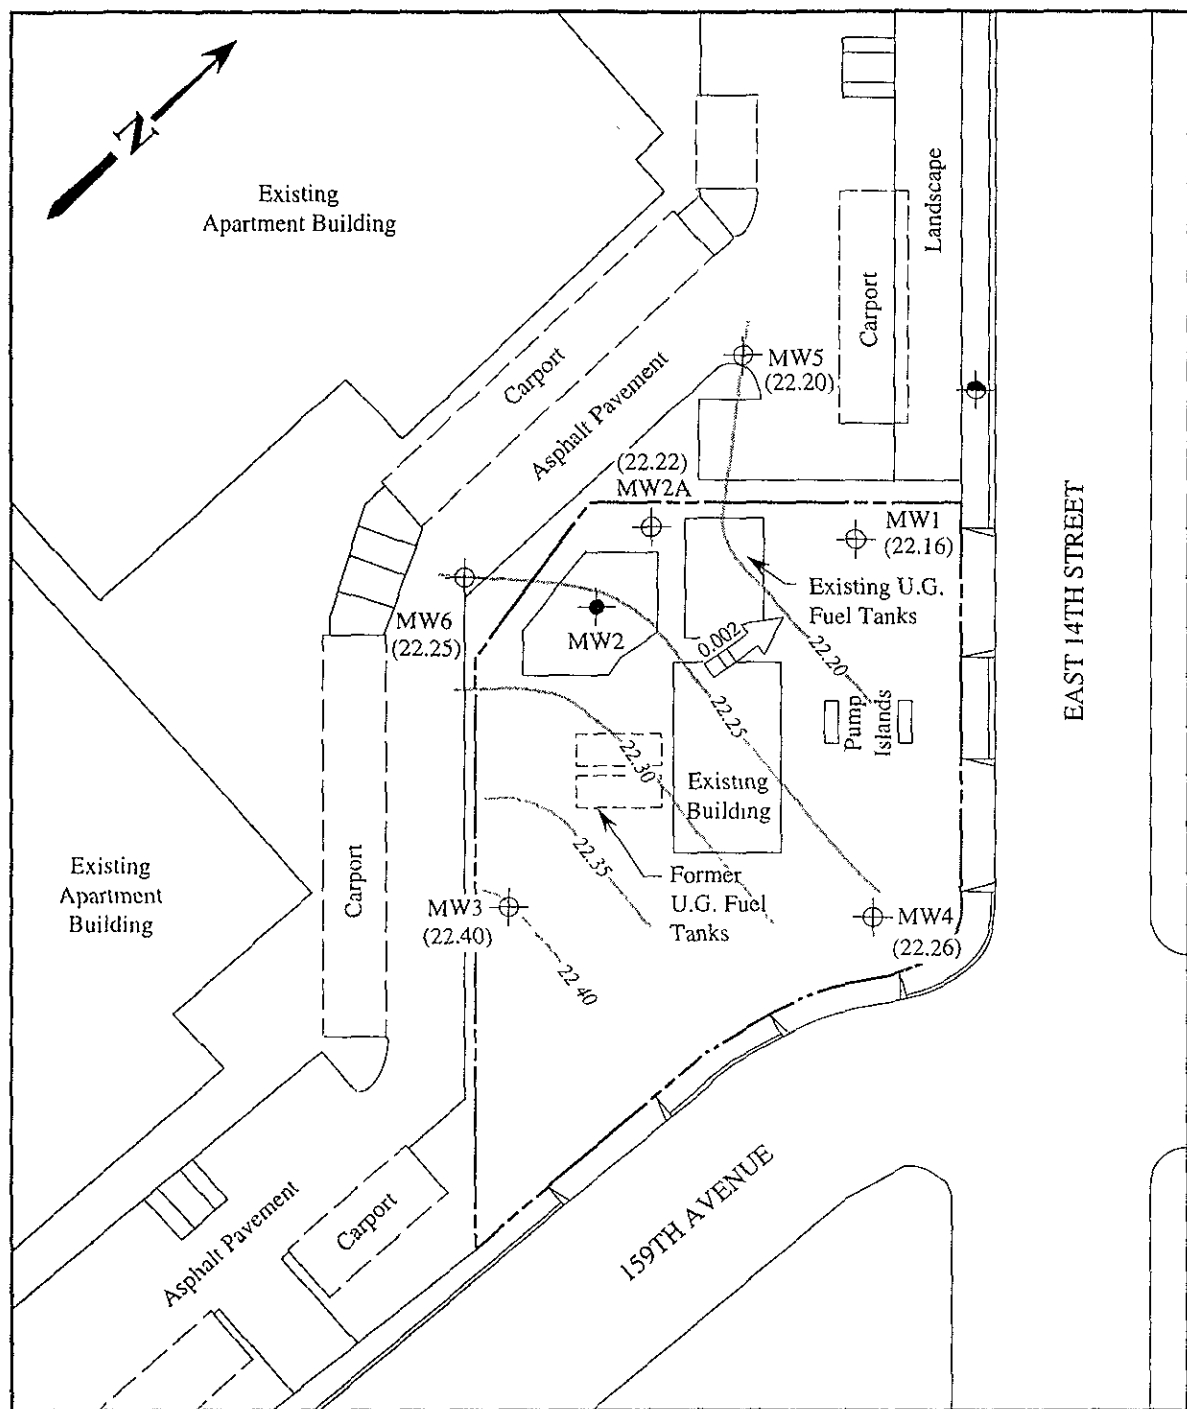 N
Existing
Apartment Building
Landscape
Carport
Carport
Asphalt Pavement
MW5
(22.20)
(22.22)
MW2A
MW1
(22.16)
EAST 14TH STREET
Existing U.G.
Fuel Tanks
MW6
(22.25)
MW2
0.002
22.20
22.25
Pump
Islands
22.30
Existing
Building
22.35
Former
U.G. Fuel
Tanks
Existing
Apartment
Building
Carport
MW3
(22.40)
MW4
(22.26)
22.40
159TH AVENUE
Asphalt Pavement
Carport